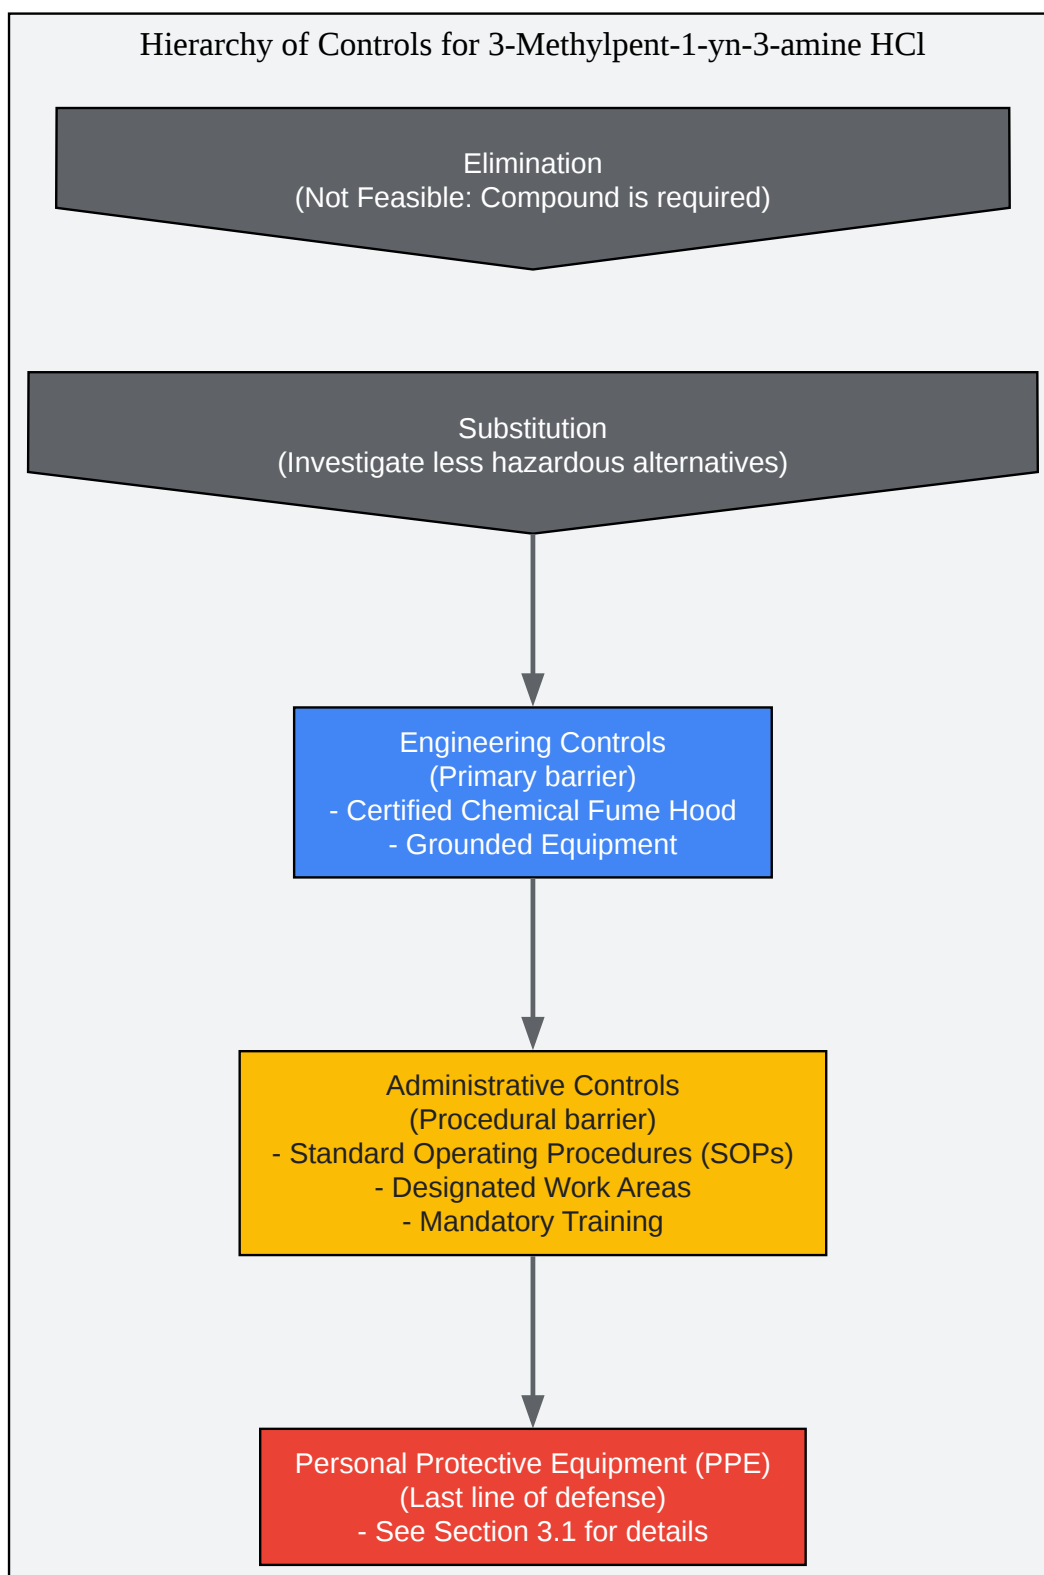 Hierarchy of Controls for 3-Methylpent-1-yn-3-amine HCl
Elimination
(Not Feasible: Compound is required)
Substitution
(Investigate less hazardous alternatives)
Engineering Controls
(Primary barrier)
- Certified Chemical Fume Hood
- Grounded Equipment
Administrative Controls
(Procedural barrier)
- Standard Operating Procedures (SOPs)
- Designated Work Areas
- Mandatory Training
Personal Protective Equipment (PPE)
(Last line of defense)
- See Section 3.1 for details